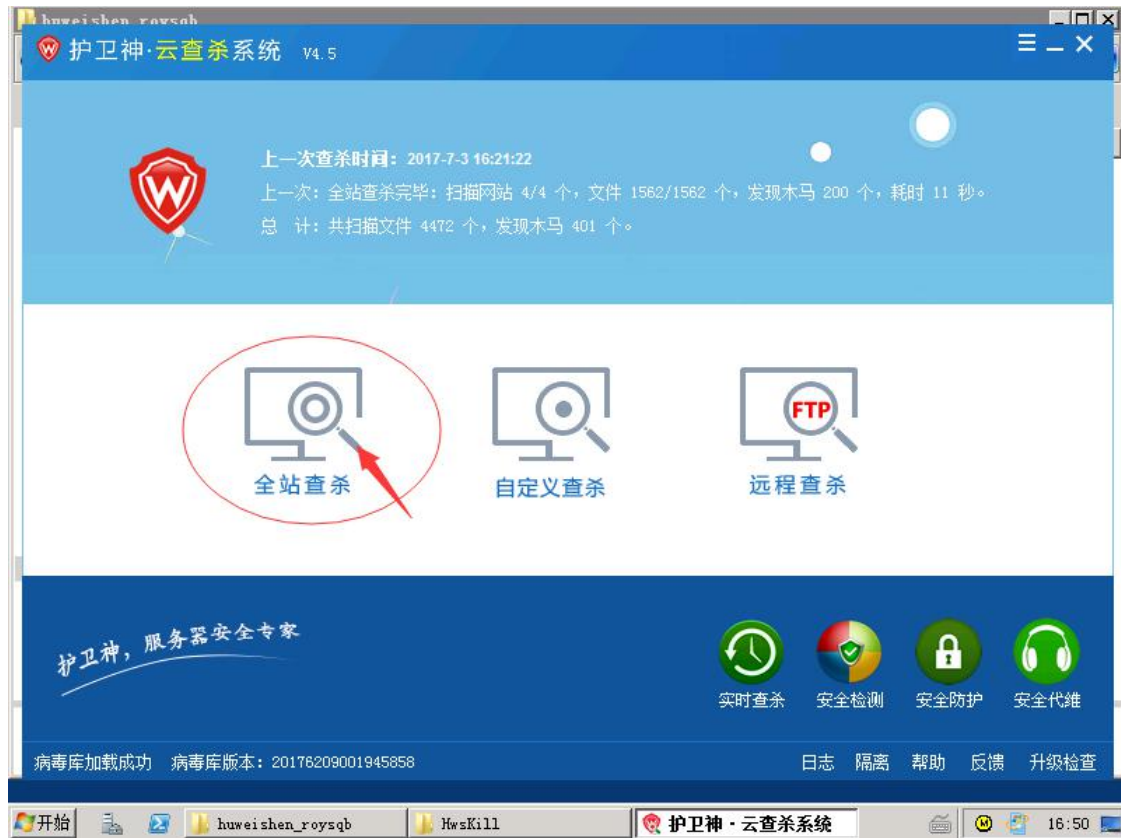 huweishen_roysqb
护卫神·云查杀系统 V4.5
上一次查杀时间：2017-7-3 16:21:22
上一次：全站查杀完毕：扫描网站 4/4 个，文件 1562/1562 个，发现木马 200 个，耗时 11 秒。
总 计：共扫描文件 4472 个，发现木马 401 个。
W
FTP
全站查杀 自定义查杀 远程查杀
护卫神，服务器安全专家
实时查杀 安全检测 安全防护 安全代维
病毒库加载成功 病毒库版本：20176209001945858 日志 隔离 帮助 反馈 升级检查
开始 huweishen_roysqb HwsKill 护卫神·云查杀系统 16:50